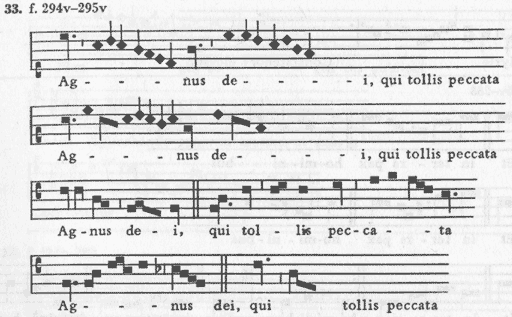 33. f. 294v–295v
Ag - - - nus de - - - - i, qui tollis peccata
Ag - - - nus de - - - - i, qui tollis peccata
Ag-nus de i, qui tol - lis pec-ca - - ta
Ag - - - nus dei, qui tollis peccata